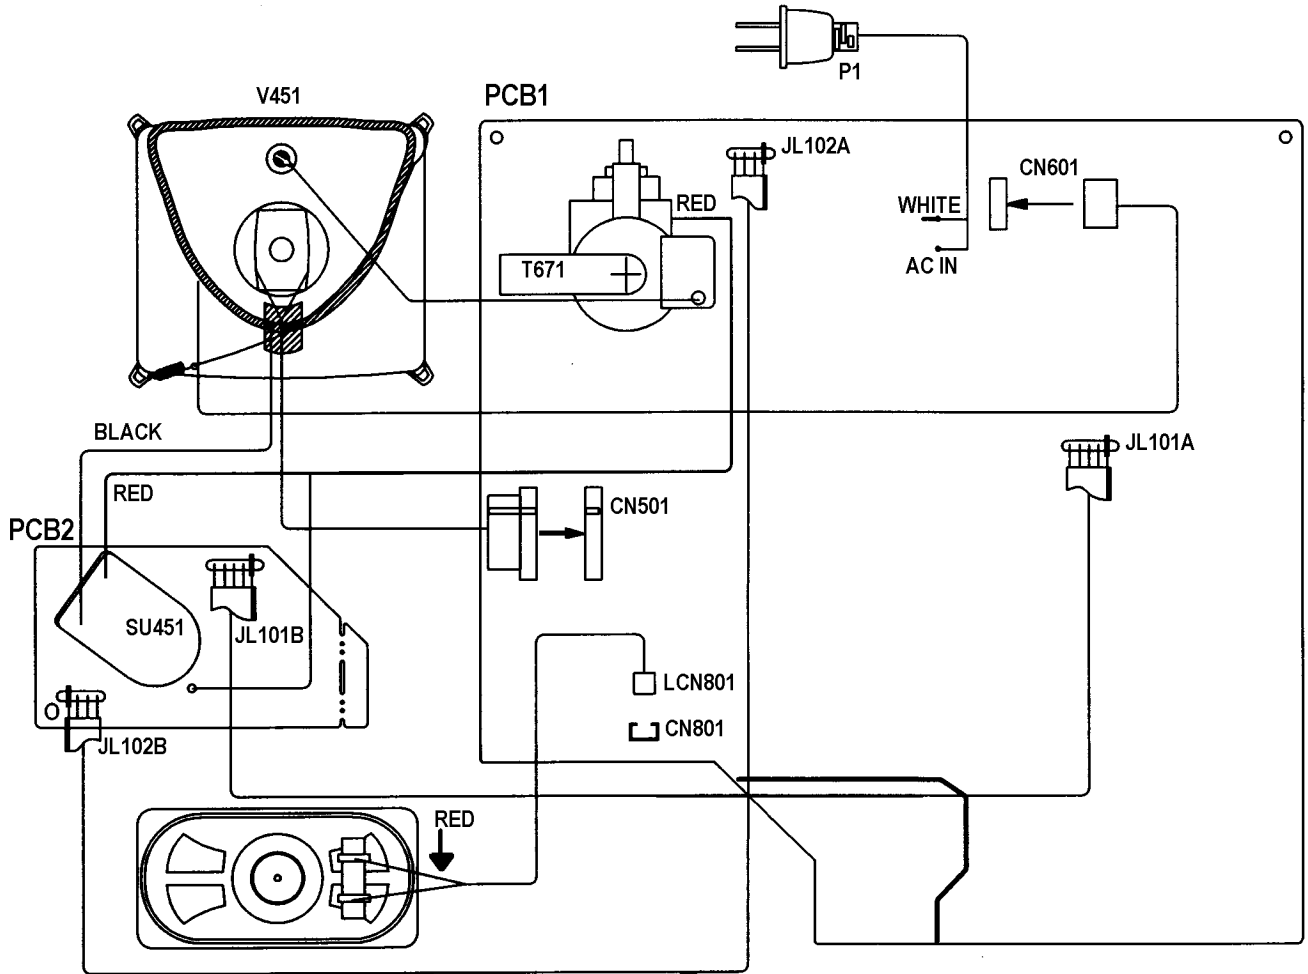 P1
V451
PCB1
JL102A
CN601
RED
WHITE
T671
AC IN
BLACK
JL101A
RED
CN501
PCB2
SU451
JL101B
LCN801
CN801
JL102B
RED